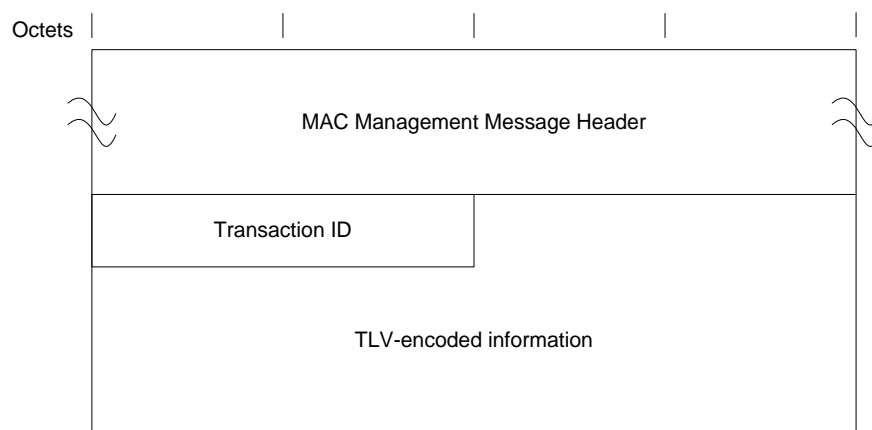 Octets
MAC Management Message Header
Transaction ID
TLV-encoded information